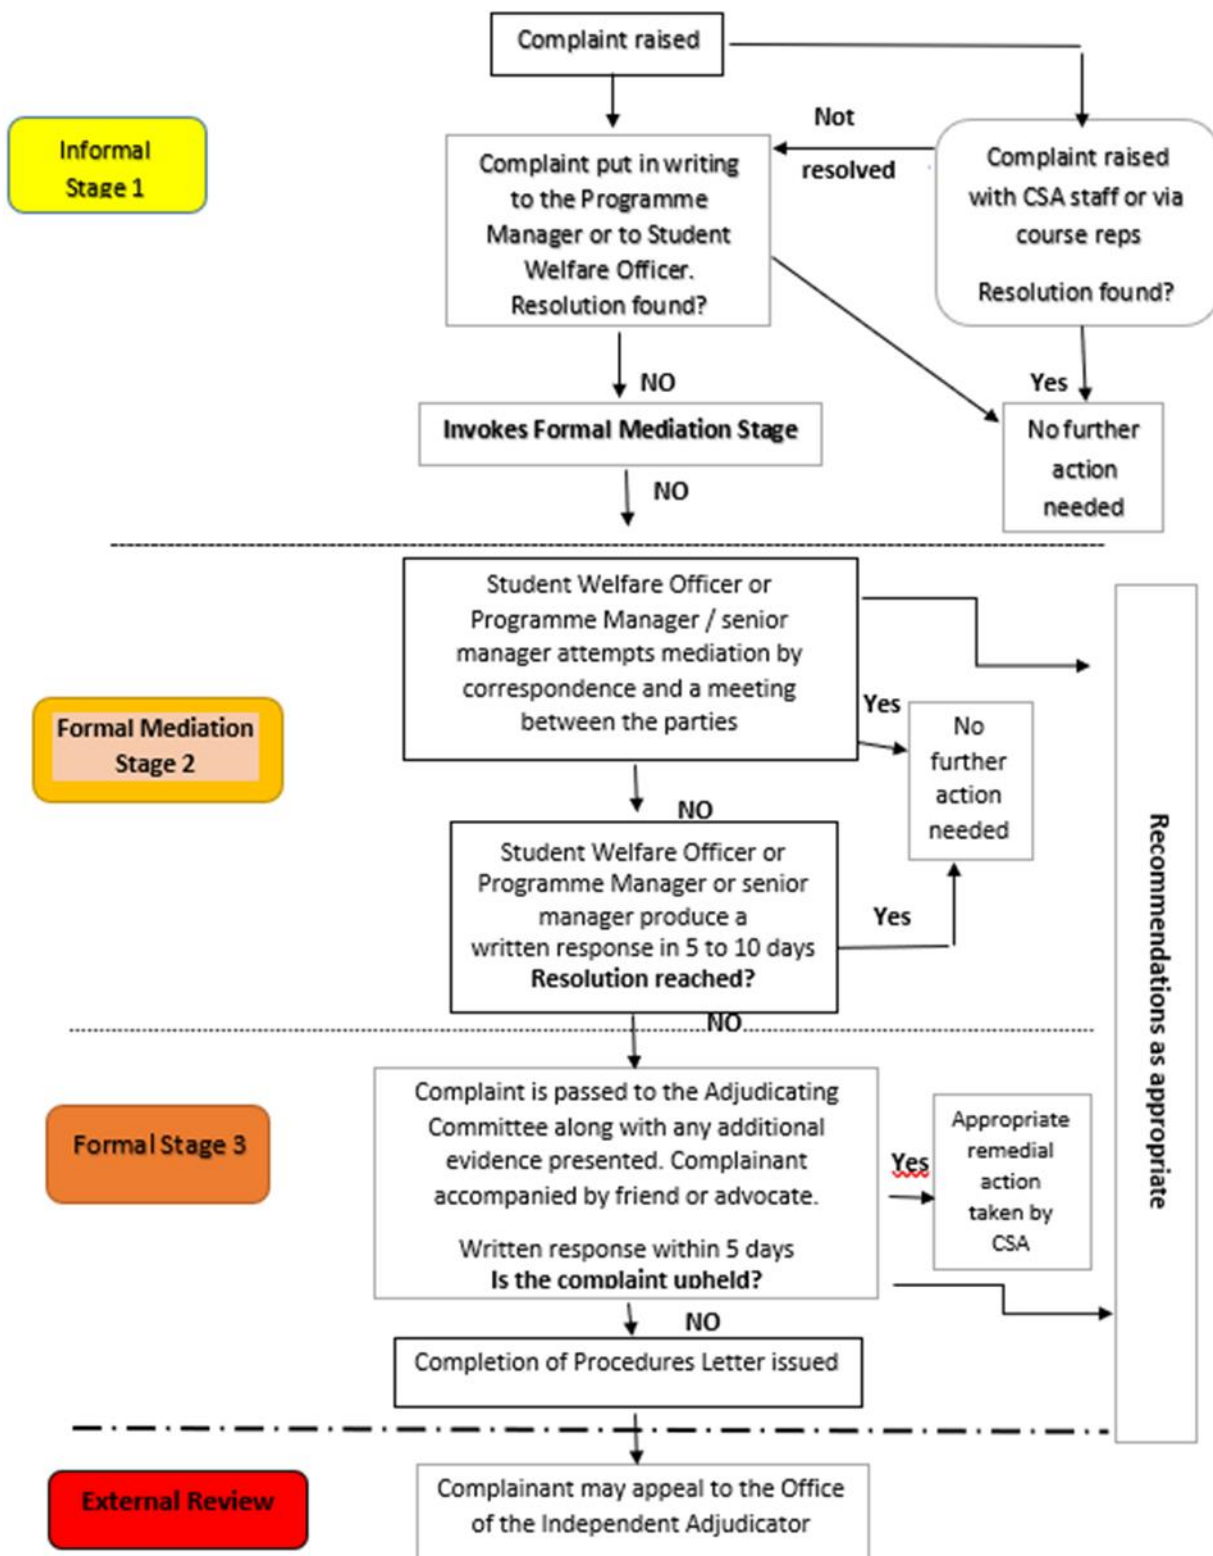 Complaint raised
Informal
Stage 1
Complaint put in writing
to the Programme
Manager or to Student
Welfare Officer.
Resolution found?
Not
resolved
Complaint raised
with CSA staff or via
course reps
Resolution found?
NO
Yes
Invokes Formal Mediation Stage
No further
action
needed
NO
Student Welfare Officer or
Programme Manager / senior
manager attempts mediation by
correspondence and a meeting
between the parties
Formal Mediation
Stage 2
Yes
No
further
action
needed
NO
Student Welfare Officer or
Programme Manager or senior
manager produce a
written response in 5 to 10 days
Resolution reached?
Yes
Recommendations as appropriate
NO
Formal Stage 3
Complaint is passed to the Adjudicating
Committee along with any additional
evidence presented. Complainant
accompanied by friend or advocate.
Written response within 5 days
Is the complaint upheld?
Yes
Appropriate
remedial
action
taken by
CSA
NO
Completion of Procedures Letter issued
External Review
Complainant may appeal to the Office
of the Independent Adjudicator